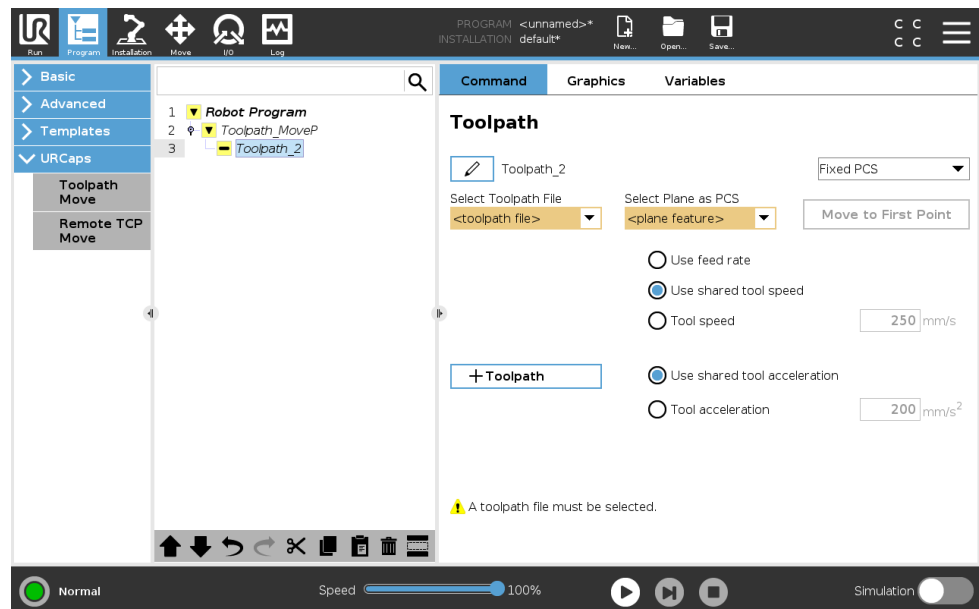 UR
Run
Program
Installation
Move
I/O
Log
PROGRAM <unnamed>*
INSTALLATION default*
New...
Open...
Save...
C C
C C
Basic
Advanced
Templates
URCaps
Toolpath
Move
Remote TCP
Move
1 Robot Program
2 Toolpath_MoveP
3 Toolpath_2
Command Graphics Variables
Toolpath
Toolpath_2
Fixed PCS
Select Toolpath File
<toolpath file>
Select Plane as PCS
<plane feature>
Move to First Point
Use feed rate
Use shared tool speed
Tool speed 250 mm/s
+Toolpath
Use shared tool acceleration
Tool acceleration 200 mm/s²
A toolpath file must be selected.
Normal
Speed 100%
Simulation